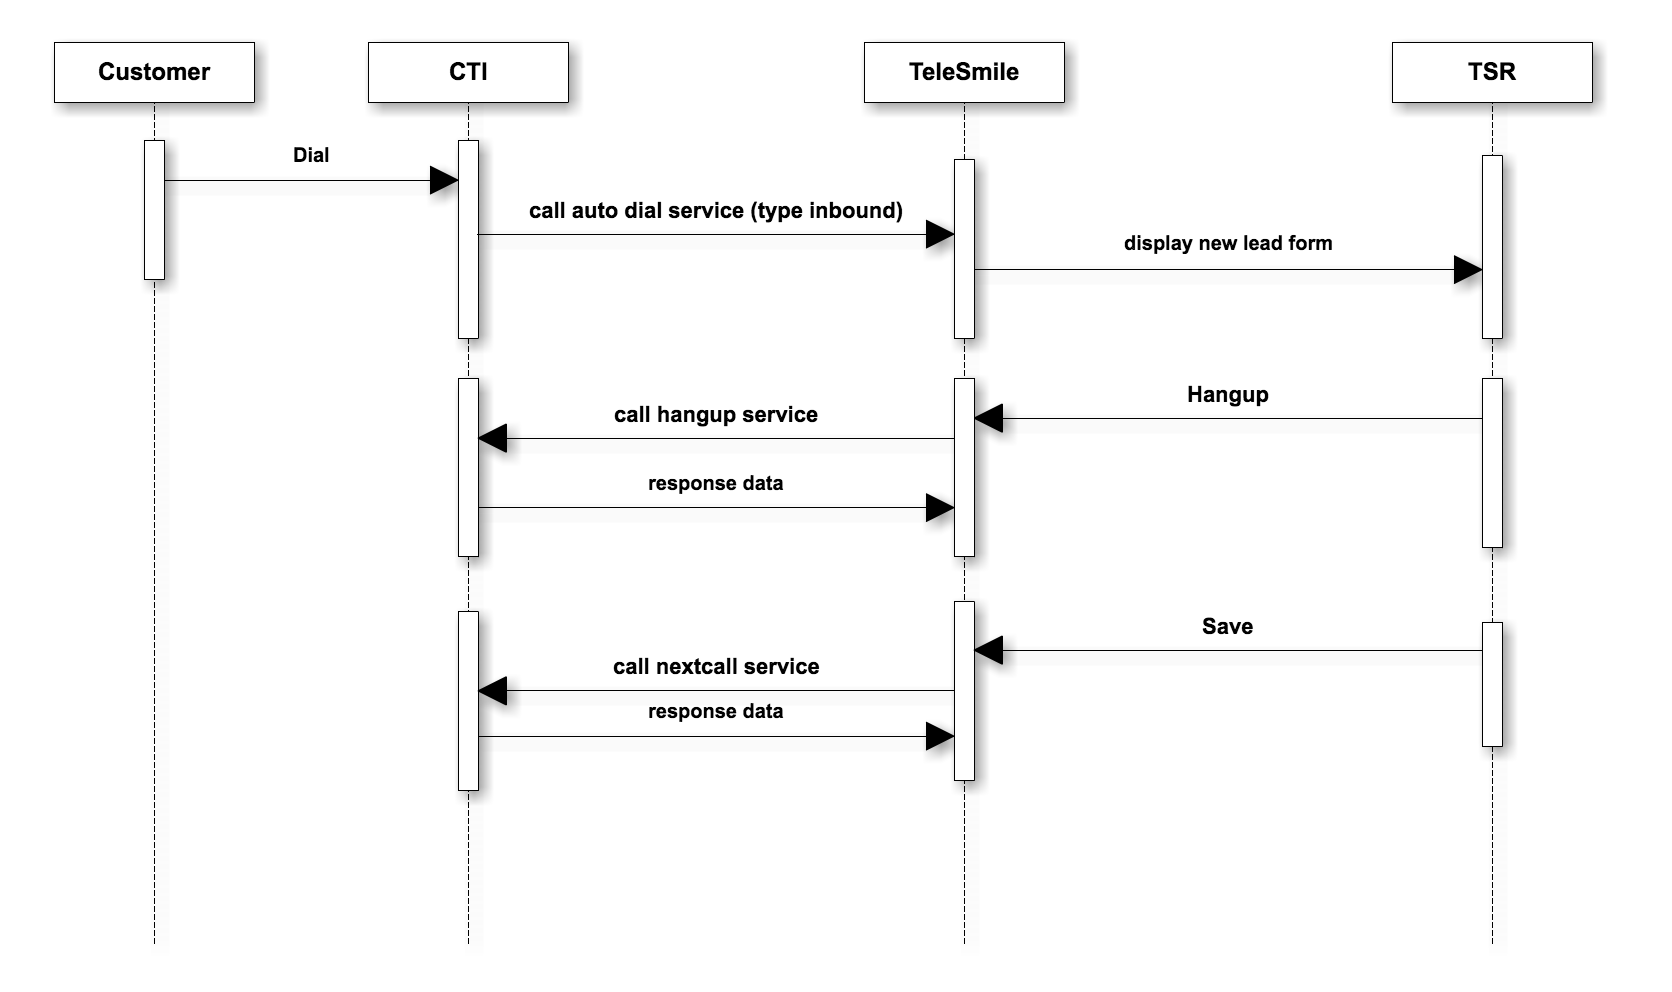 Customer
CTI
TeleSmile
TSR
Dial
call auto dial service (type inbound)
display new lead form
Hangup
call hangup service
response data
Save
call nextcall service
response data